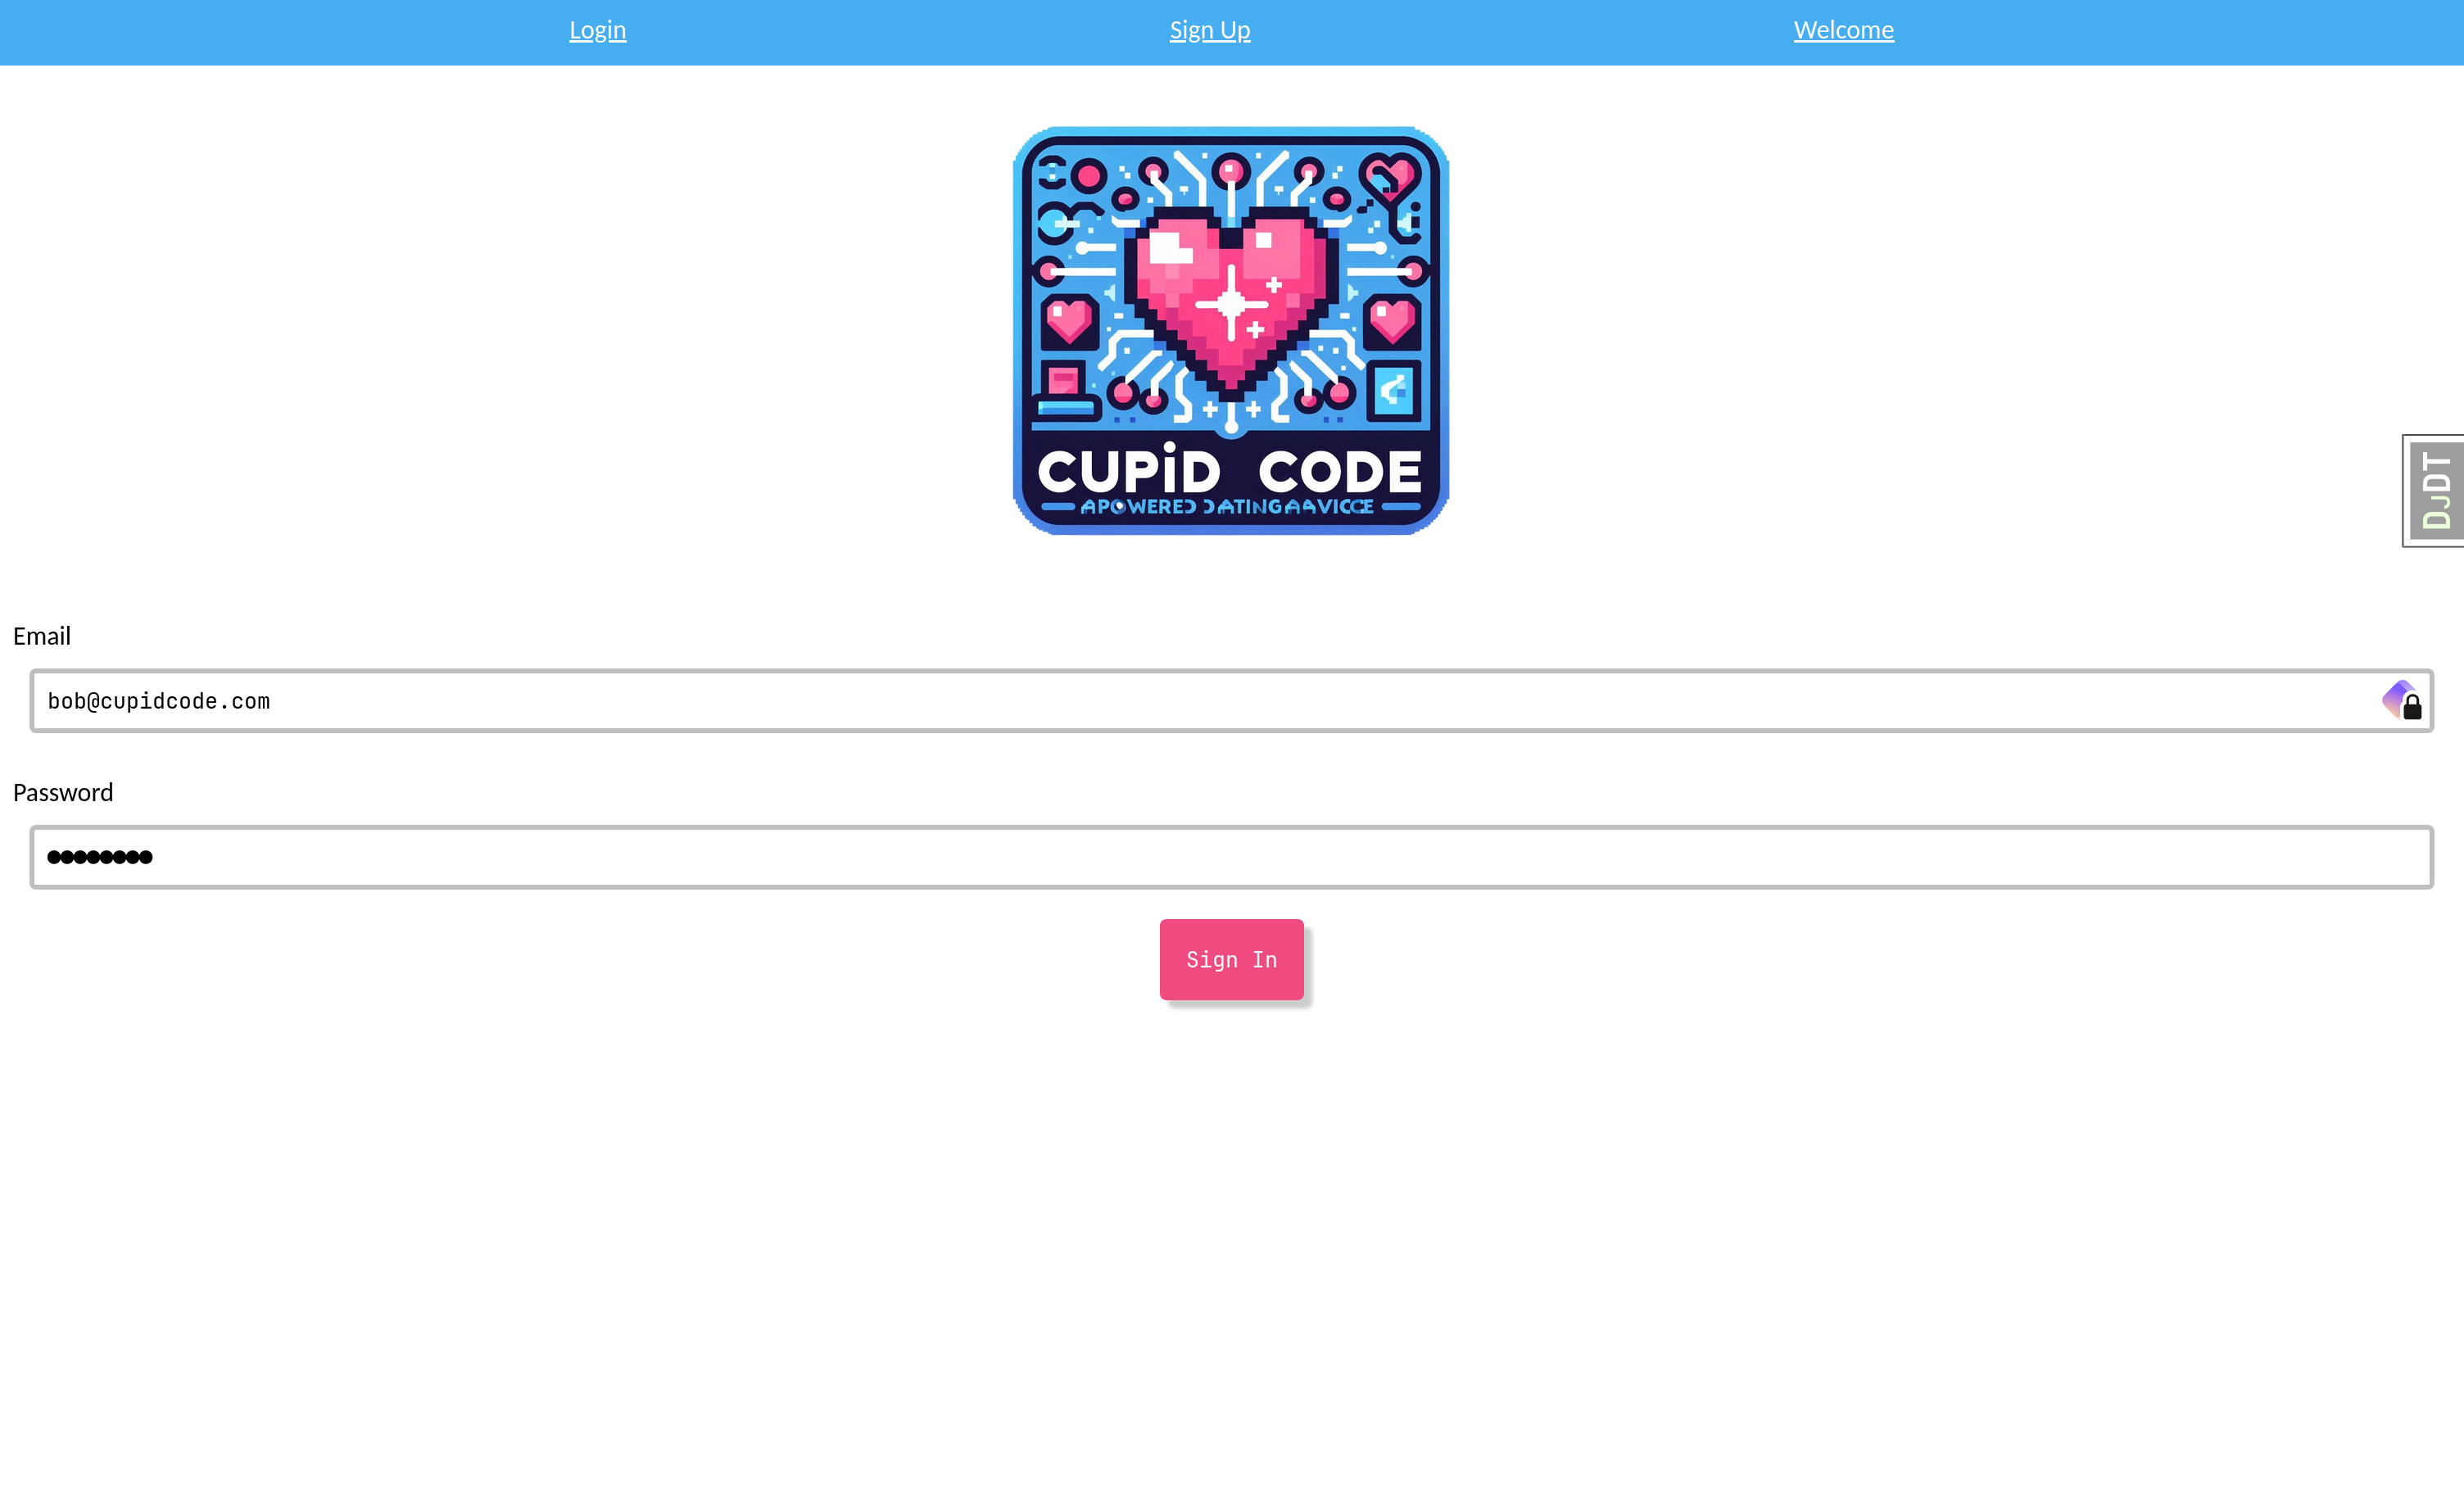 Login Sign Up Welcome
CUPiD CODE
APOWERED DATING AAVICCE
DJDT
Email
bob@cupidcode.com
Password
Sign In